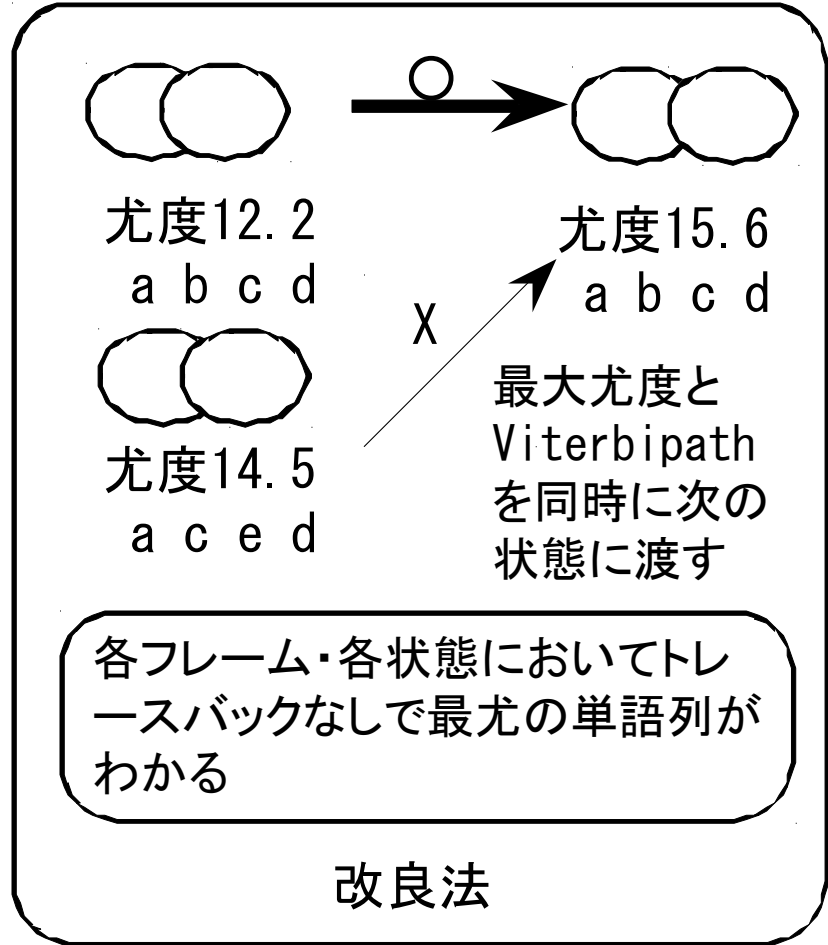 尤度12.2
a b c d
尤度14.5
a c e d
X
尤度15.6
a b c d
最大尤度と
Viterbipath
を同時に次の
状態に渡す
各フレーム・各状態においてトレ
ースバックなしで最尤の単語列が
わかる
改良法